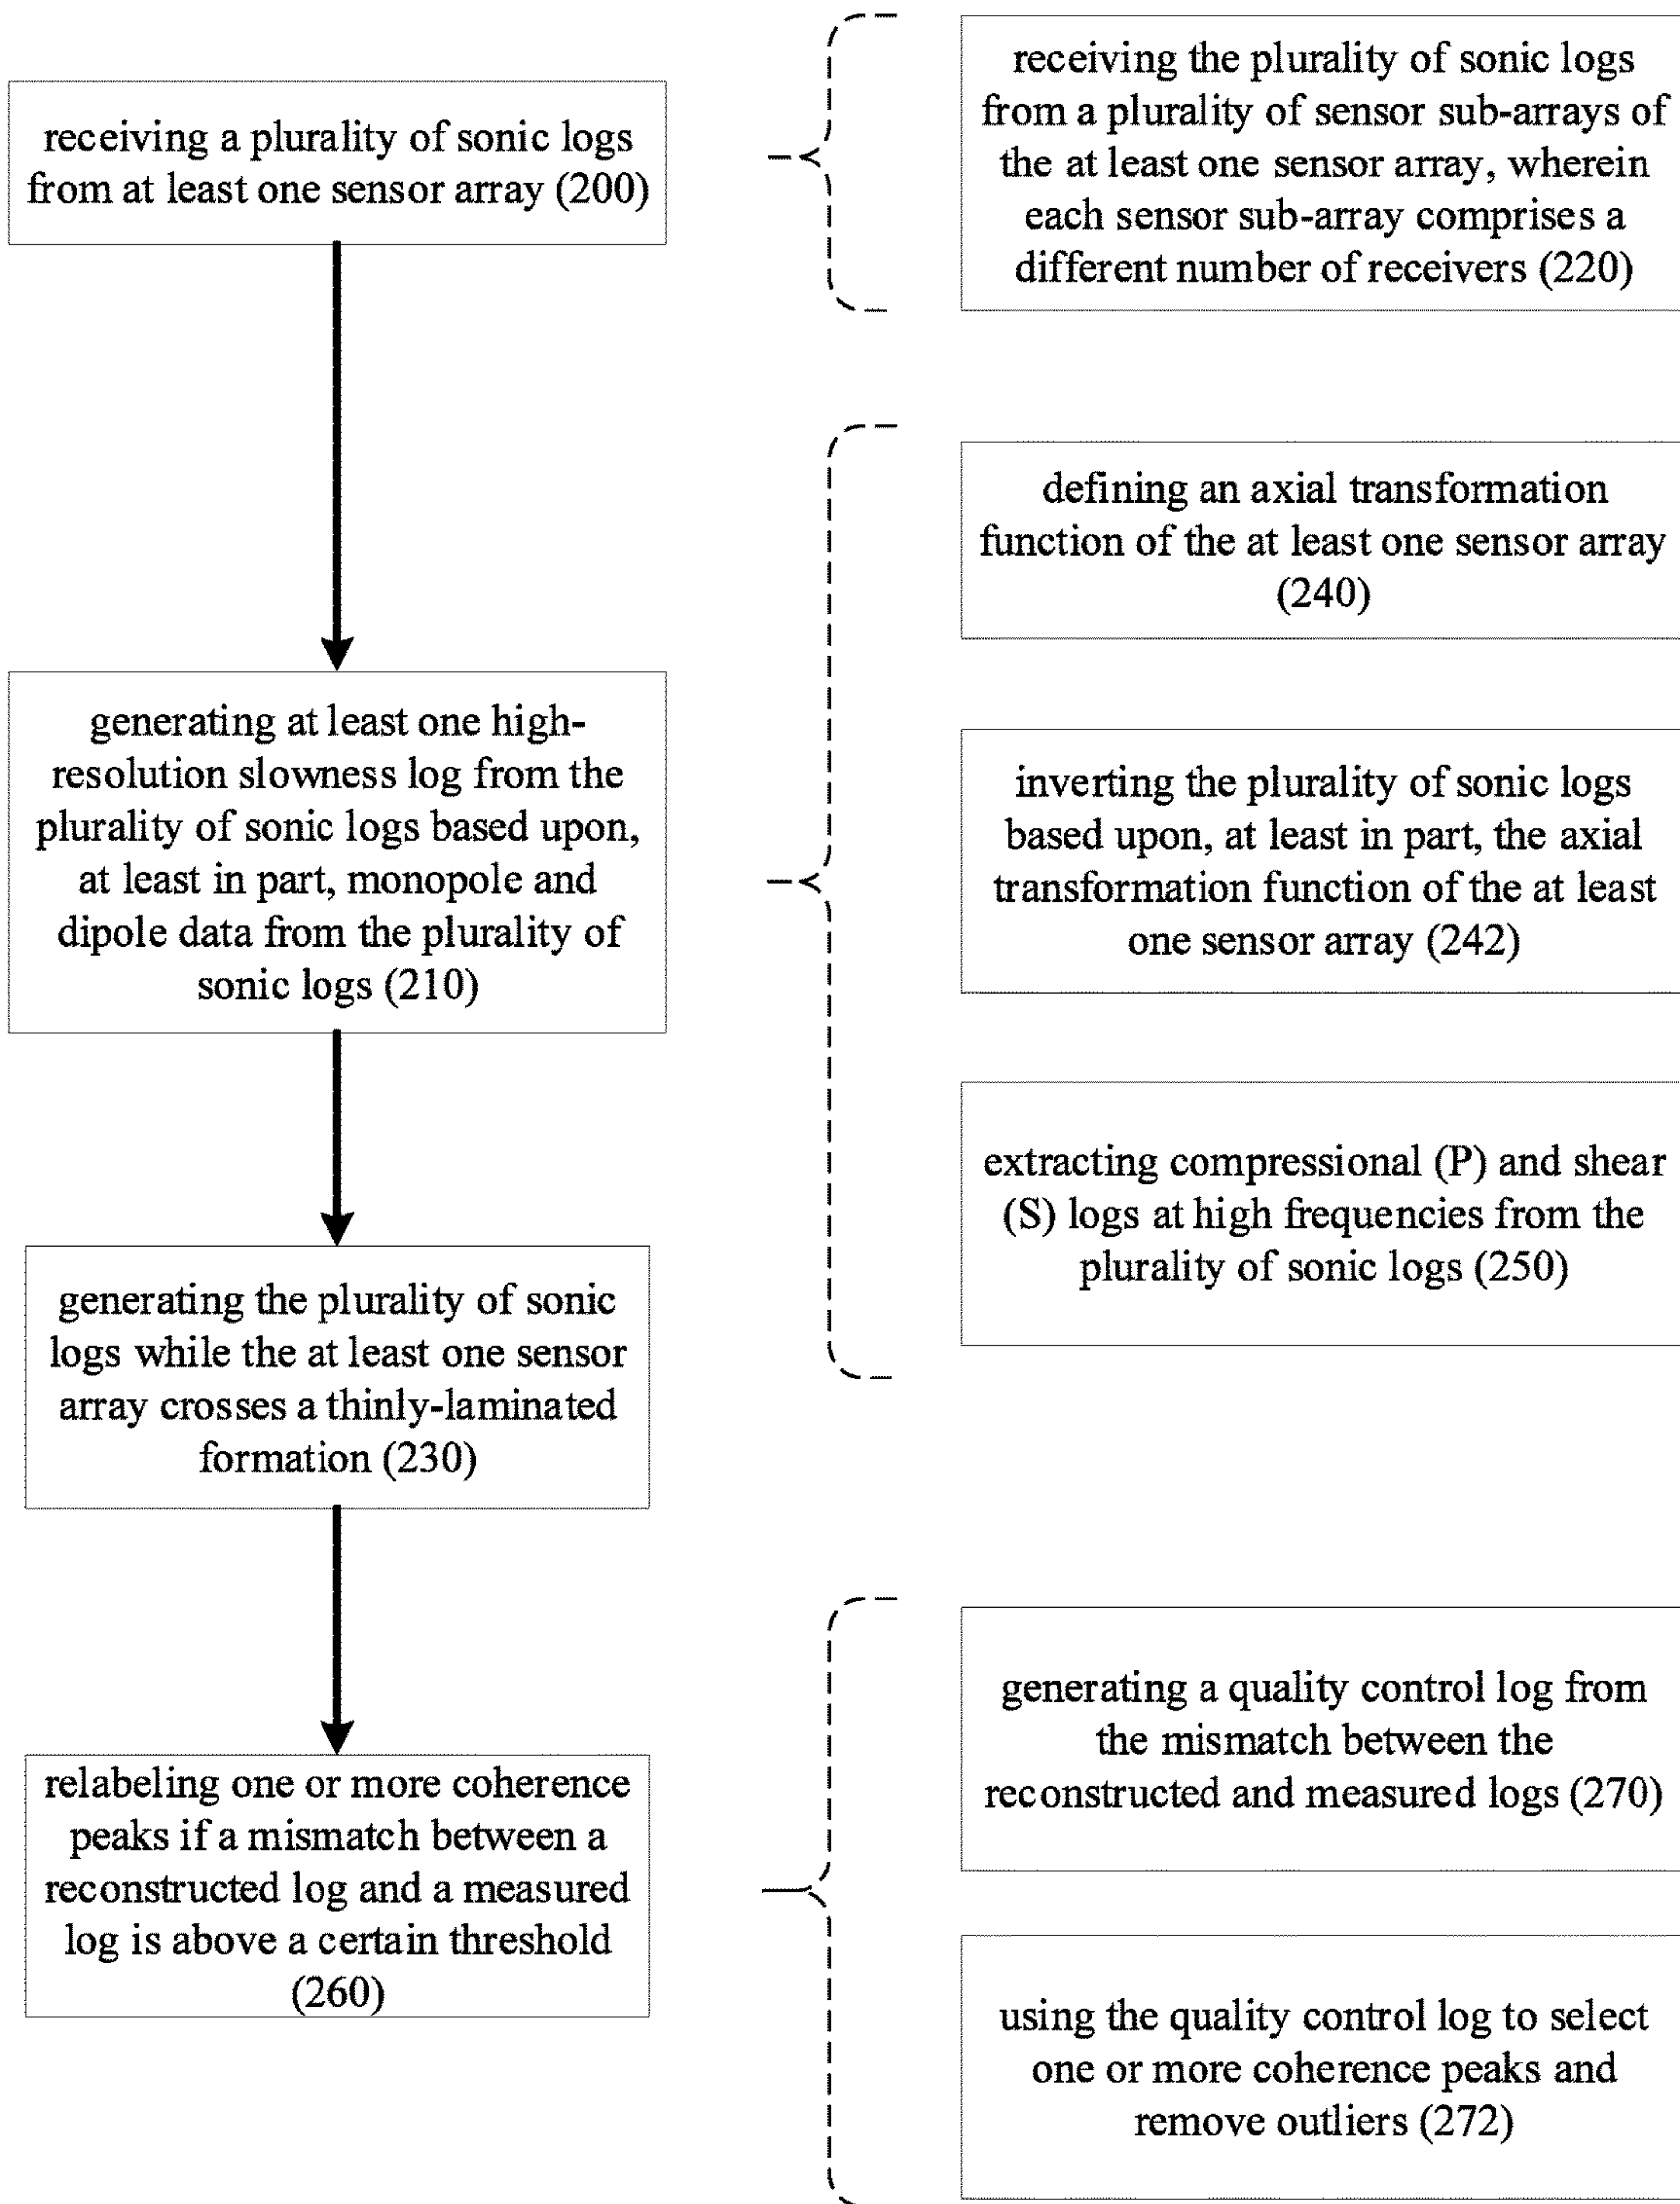 receiving a plurality of sonic logs
from at least one sensor array (200)
receiving the plurality of sonic logs
from a plurality of sensor sub-arrays of
the at least one sensor array, wherein
each sensor sub-array comprises a
different number of receivers (220)
generating at least one high-
resolution slowness log from the
plurality of sonic logs based upon,
at least in part, monopole and
dipole data from the plurality of
sonic logs (210)
defining an axial transformation
function of the at least one sensor array
(240)
inverting the plurality of sonic logs
based upon, at least in part, the axial
transformation function of the at least
one sensor array (242)
extracting compressional (P) and shear
(S) logs at high frequencies from the
plurality of sonic logs (250)
generating the plurality of sonic
logs while the at least one sensor
array crosses a thinly-laminated
formation (230)
relabeling one or more coherence
peaks if a mismatch between a
reconstructed log and a measured
log is above a certain threshold
(260)
generating a quality control log from
the mismatch between the
reconstructed and measured logs (270)
using the quality control log to select
one or more coherence peaks and
remove outliers (272)